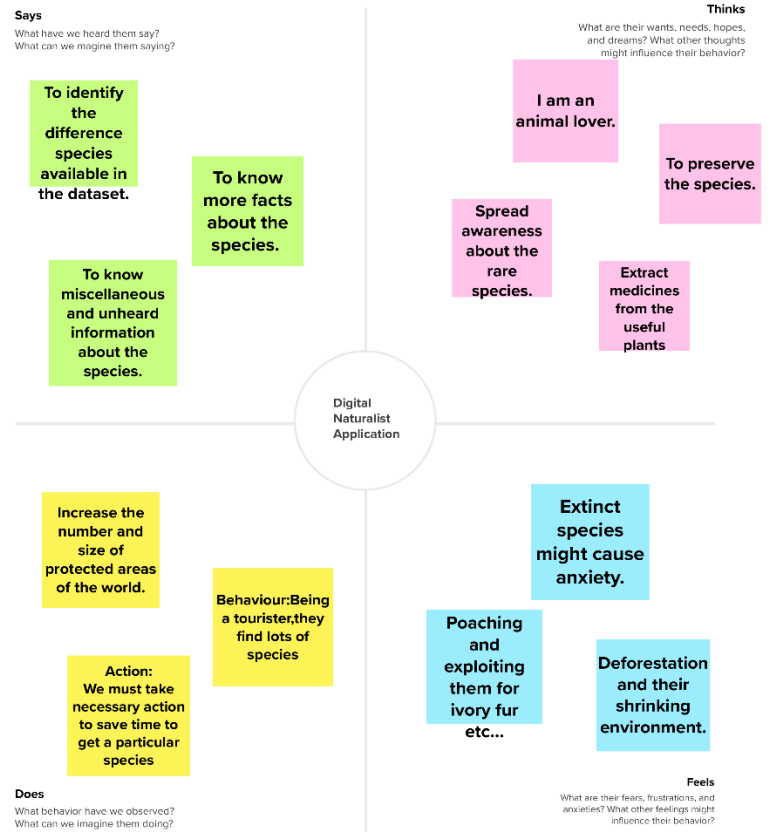 Says
What have we heard them say?
What can we magine them saying?
To identify
the
difference
species
available in
the dataset.
To know
more facts
about the
species.
To know
miscellaneous
and unheard
information
about the
species.
Thinks
What are their wants, needs, hopes,
and dreams? What other thoughts
might influence their behavior?
I am an
animal lover.
To preserve
the species.
Spread
awareness
about the
rare
species.
Extract
medicines
from the
useful
plants
Digital
Naturalist
Application
Increase the
number and
size of
protected areas
of the world.
Behaviour:Being
a tourister,they
find lots of
species
Action:
We must take
necessary action
to save time to
get a particular
species
Does
What behavior have we observed?
What can we imagine them doing?
Extinct
species
might cause
anxiety.
Poaching
and
exploiting
them for
ivory fur
etc...
Deforestation
and their
shrinking
environment.
Feels
What are their fears, frustrations, and
anxieties? What other feelings might
influence their behavior?